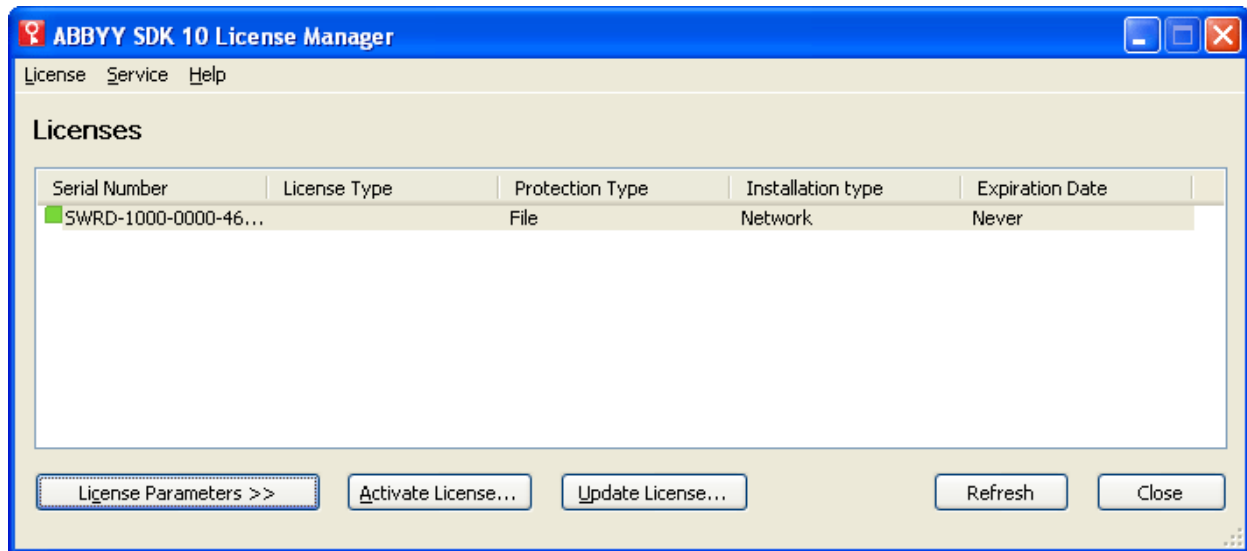 ABBYY SDK 10 License Manager
License Service Help
Licenses
Serial Number License Type Protection Type Installation type Expiration Date
SWRD-1000-0000-46... File Network Never
License Parameters >> Activate License... Update License... Refresh Close